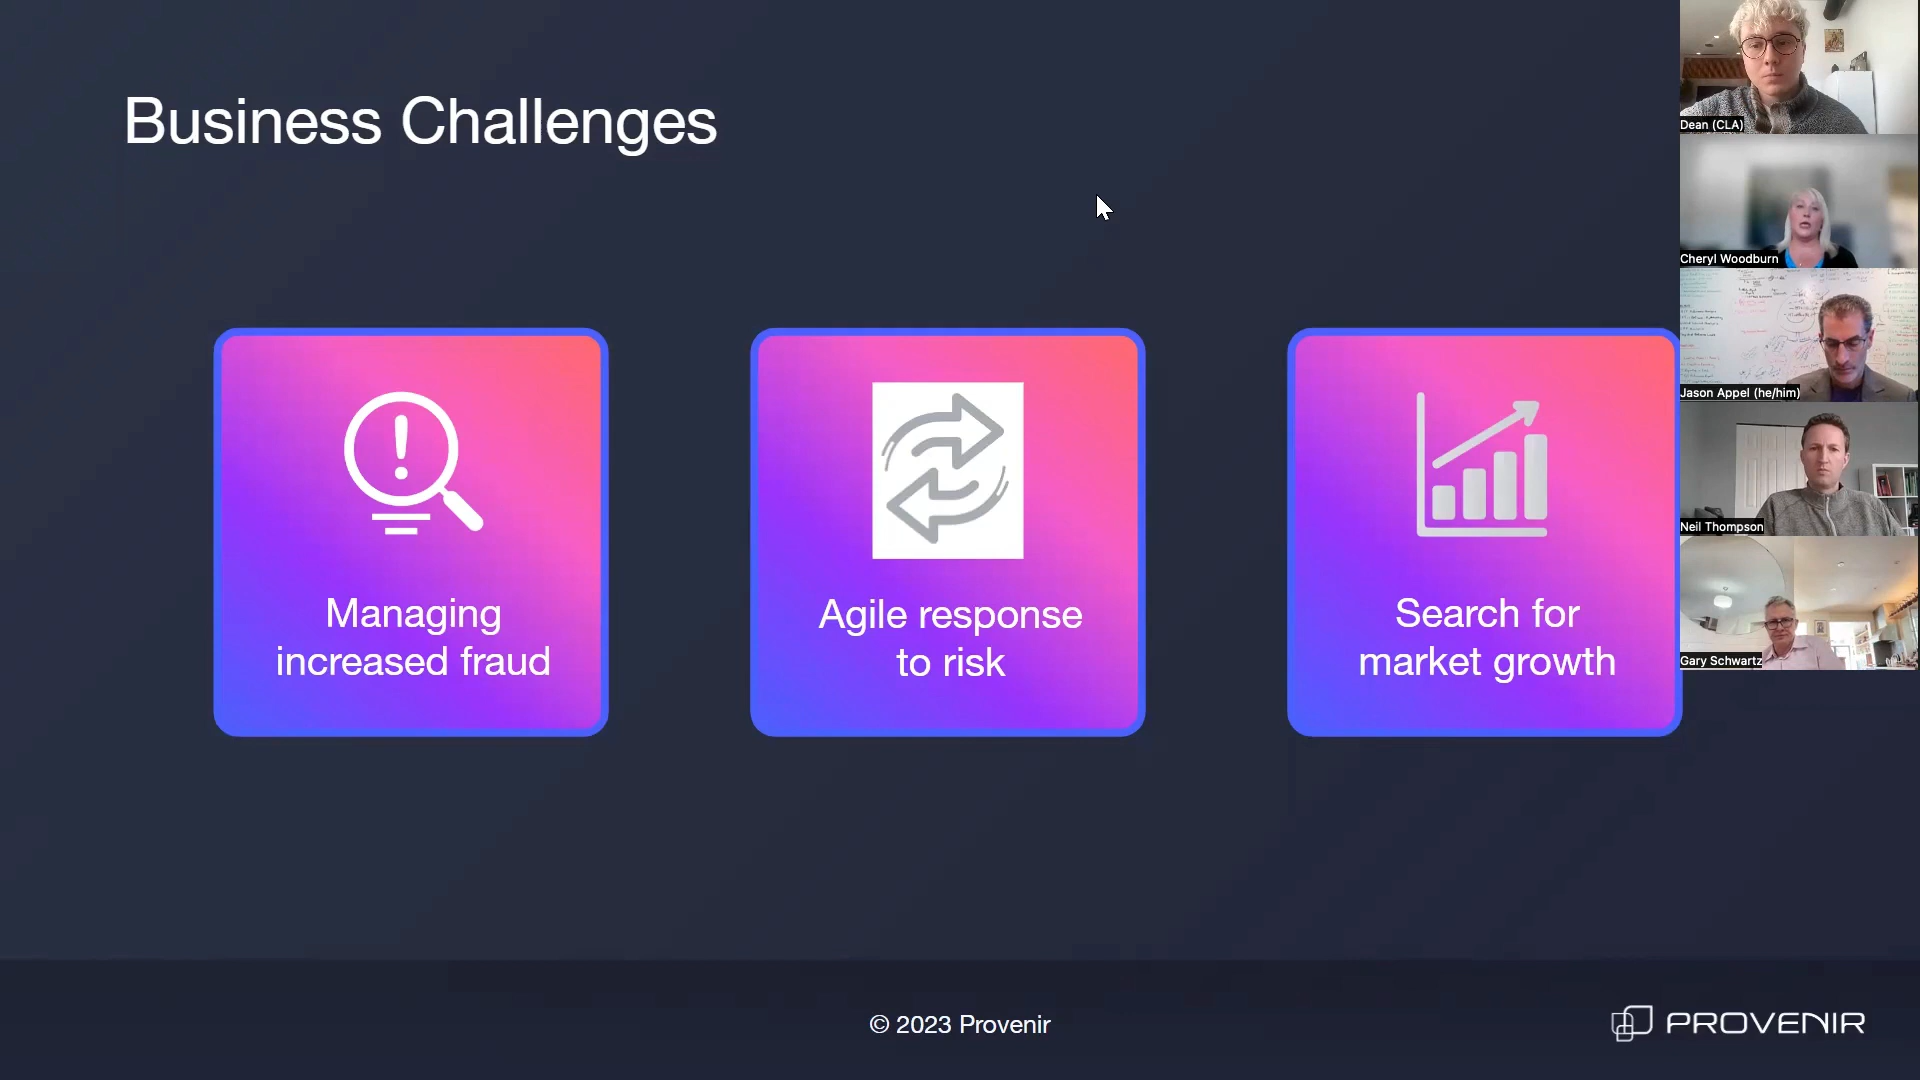 Business Challenges
Managing
increased fraud
Agile response
to risk
Search for
market growth
© 2023 Provenir
PROVENIR
Dean (CLA)
Cheryl Woodburn
Jason Appel (he/him)
Neil Thompson
Gary Schwartz